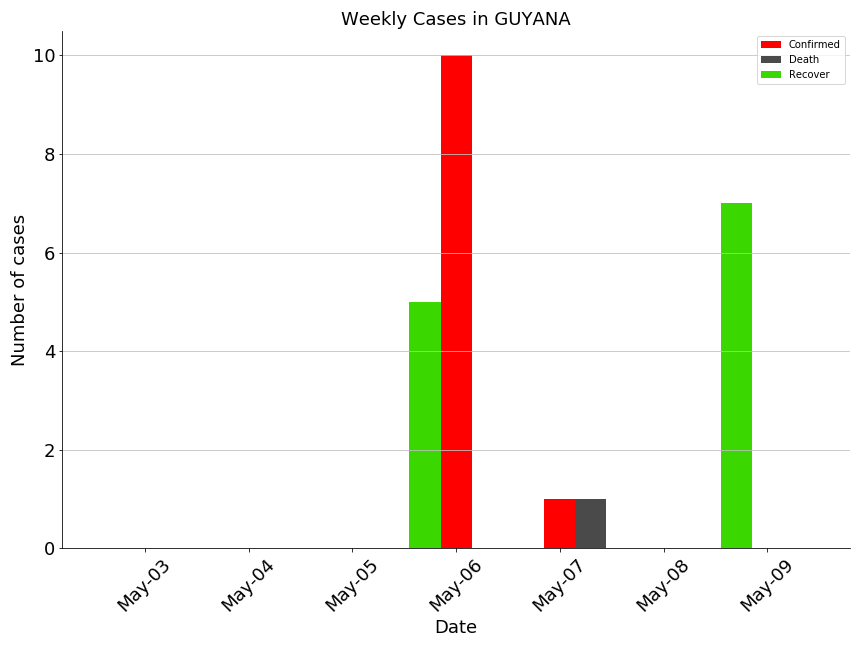 Weekly Cases in GUYANA
Confirmed
Death
Recover
Number of cases
10
8
6
4
2
0
May-03
May-04
May-05
May-06
May-07
May-08
May-09
Date